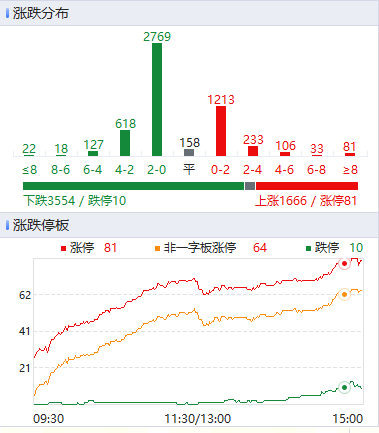 涨跌分布
22 18 127 618 2769 158 1213 233 106 33 81
≤8 8-6 6-4 4-2 2-0 平 0-2 2-4 4-6 6-8 ≥8
下跌3554 / 跌停10 上涨1666 / 涨停81
涨跌停板
涨停 81 非一字板涨停 64 跌停 10
62
41
21
09:30 11:30/13:00 15:00